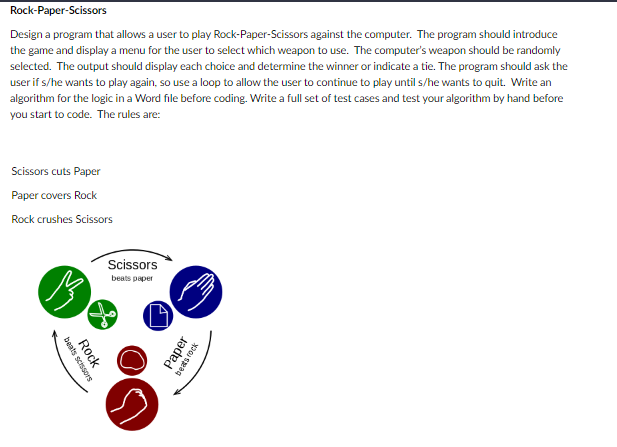 Rock-Paper-Scissors
Design a program that allows a user to play Rock-Paper-Scissors against the computer. The program should introduce
the game and display a menu for the user to select which weapon to use. The computer's weapon should be randomly
selected. The output should display each choice and determine the winner or indicate a tie. The program should ask the
user if s/he wants to play again, so use a loop to allow the user to continue to play until s/he wants to quit. Write an
algorithm for the logic in a Word file before coding. Write a full set of test cases and test your algorithm by hand before
you start to code. The rules are:
Scissors cuts Paper
Paper covers Rock
Rock crushes Scissors
Scissors
beats paper
Rock
beats scissors
Paper
beats rock